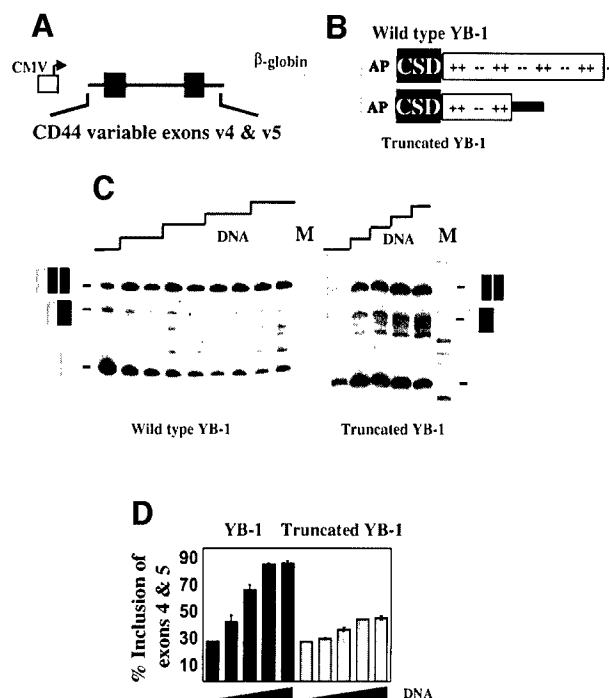 A
CMV
β-globin
CD44 variable exons v4 & v5
B
Wild type YB-1
AP CSD ++ -- ++ -- ++ -- ++
AP CSD ++ -- ++
Truncated YB-1
C
DNA M DNA M
Wild type YB-1 Truncated YB-1
D
YB-1 Truncated YB-1
% Inclusion of
exons 4 & 5
90
70
50
30
10
DNA